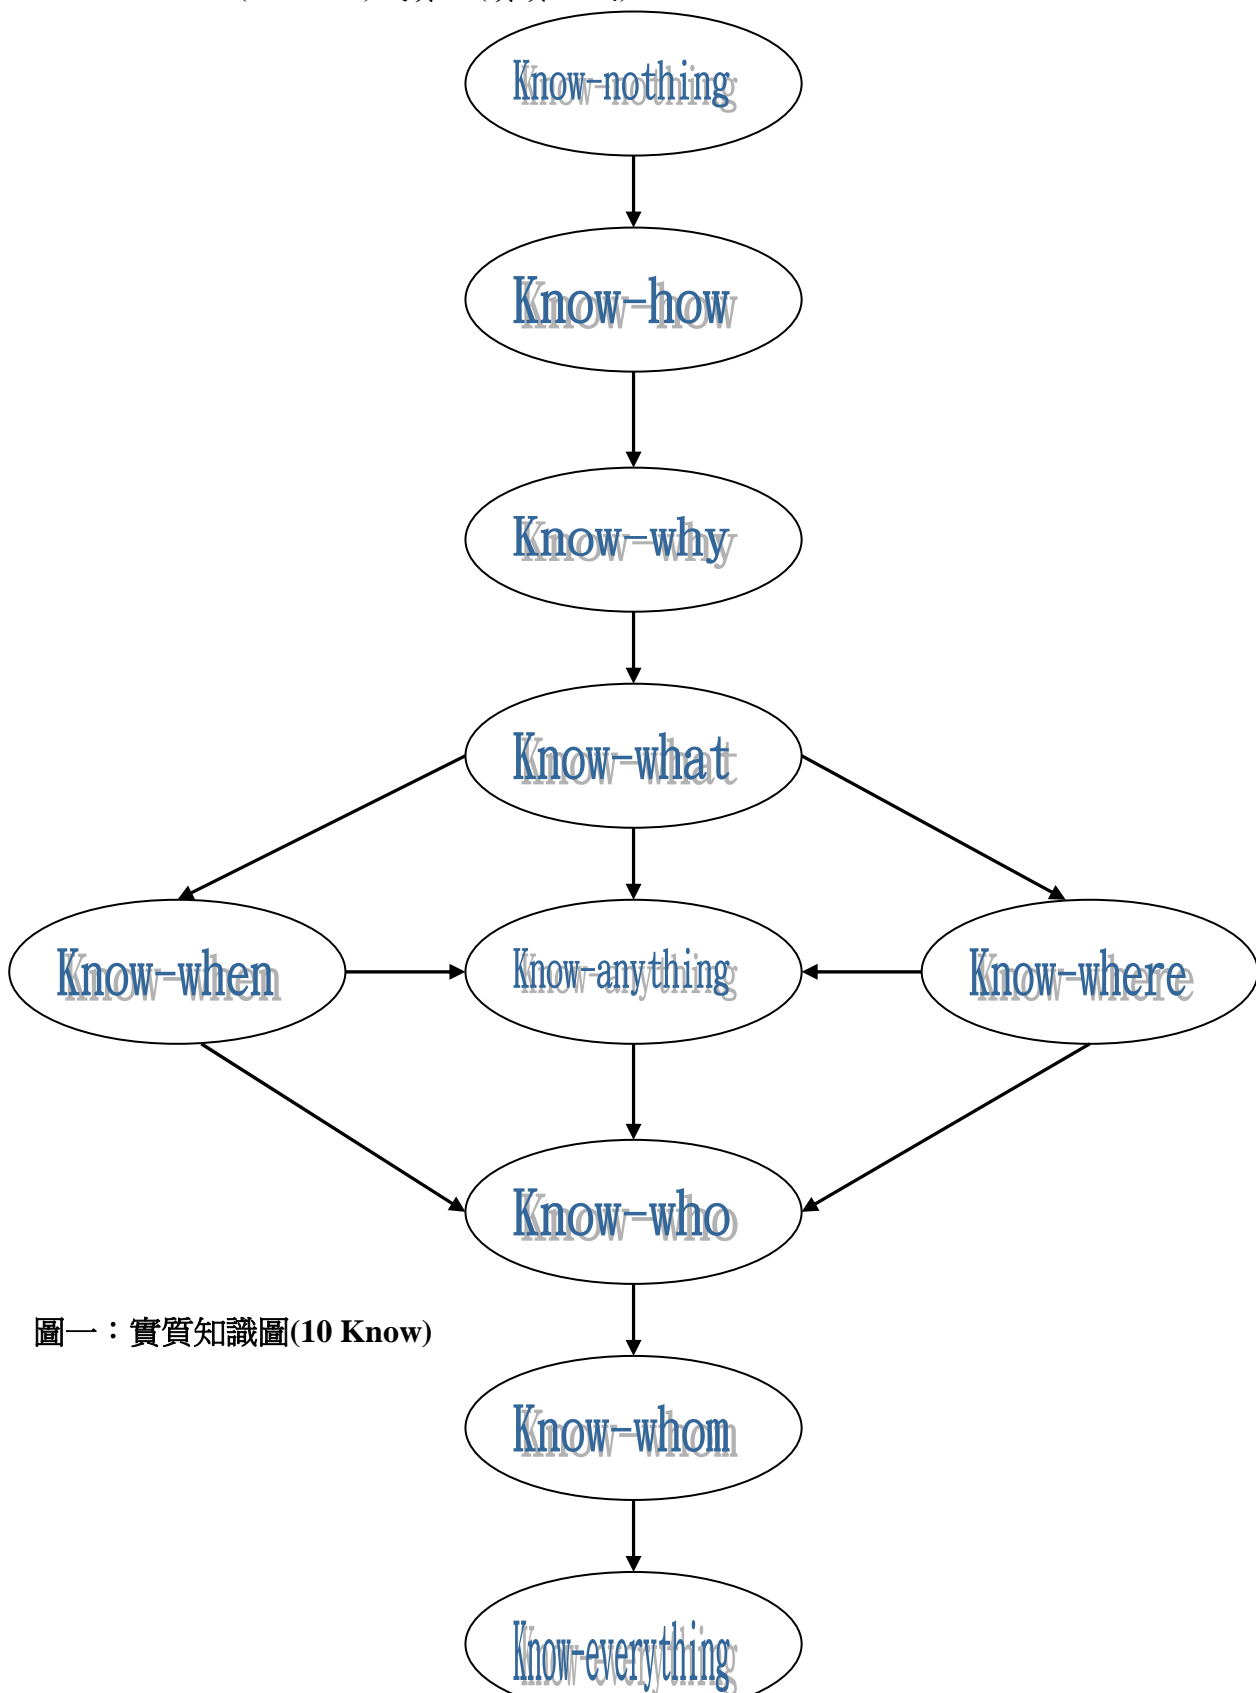 Know-nothing
Know-how
Know-why
Know-what
Know-when
Know-anything
Know-where
Know-who
圖一：實質知識圖(10 Know)
Know-whom
Know-everything